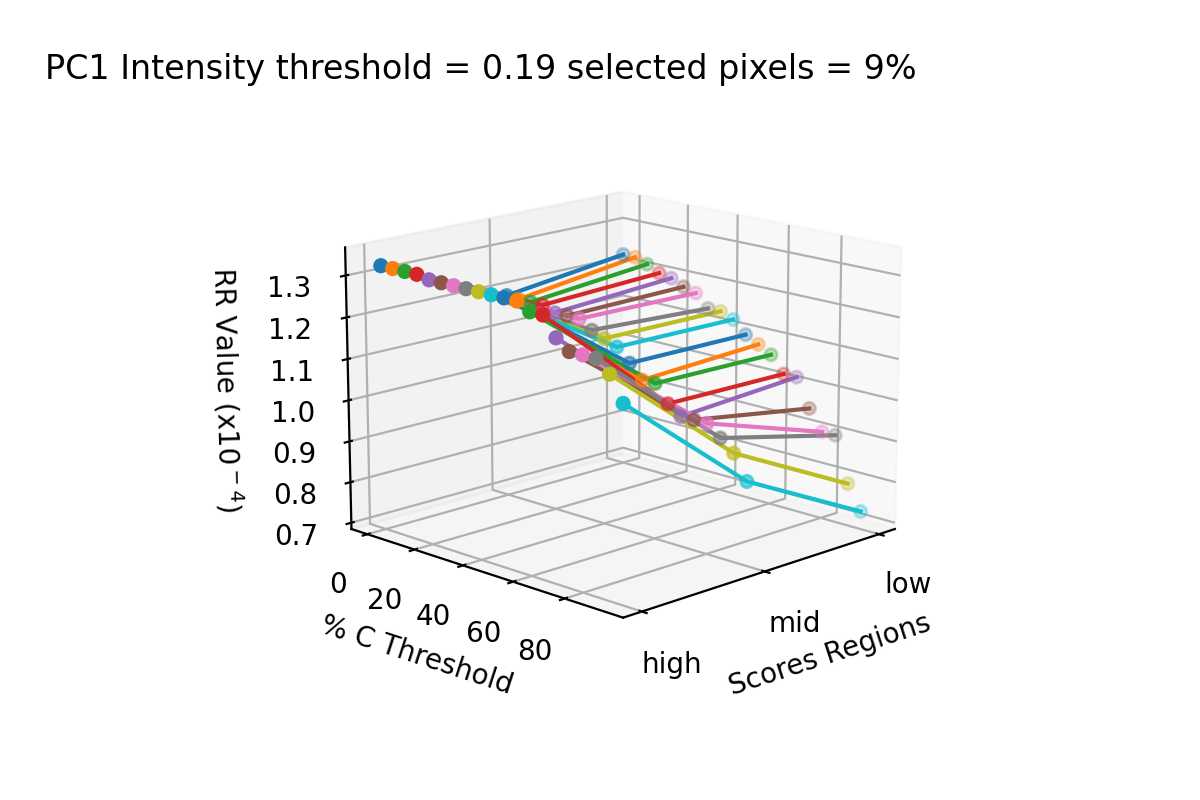 PC1 Intensity threshold = 0.19 selected pixels = 9%
RR Value (x10⁻⁴)
1.3
1.2
1.1
1.0
0.9
0.8
0.7
0
20
40
60
80
% C Threshold
high
mid
low
Scores Regions